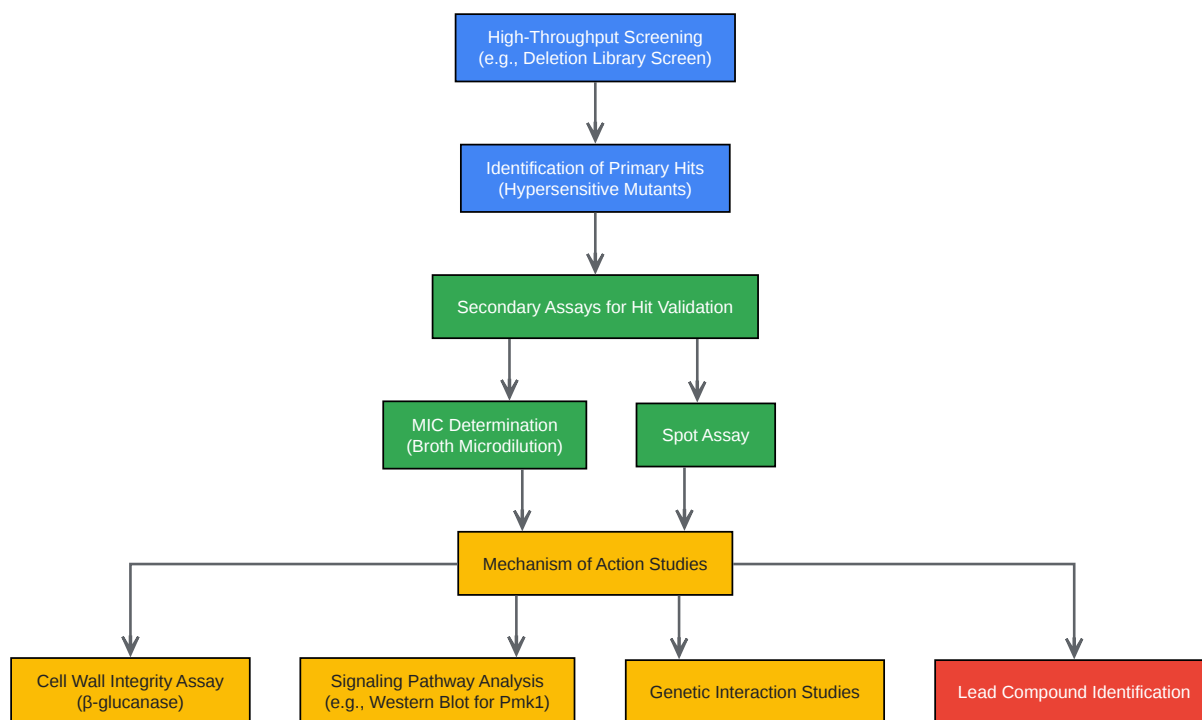 High-Throughput Screening
(e.g., Deletion Library Screen)
Identification of Primary Hits
(Hypersensitive Mutants)
Secondary Assays for Hit Validation
MIC Determination
(Broth Microdilution)
Spot Assay
Mechanism of Action Studies
Cell Wall Integrity Assay
(β-glucanase)
Signaling Pathway Analysis
(e.g., Western Blot for Pmk1)
Genetic Interaction Studies
Lead Compound Identification